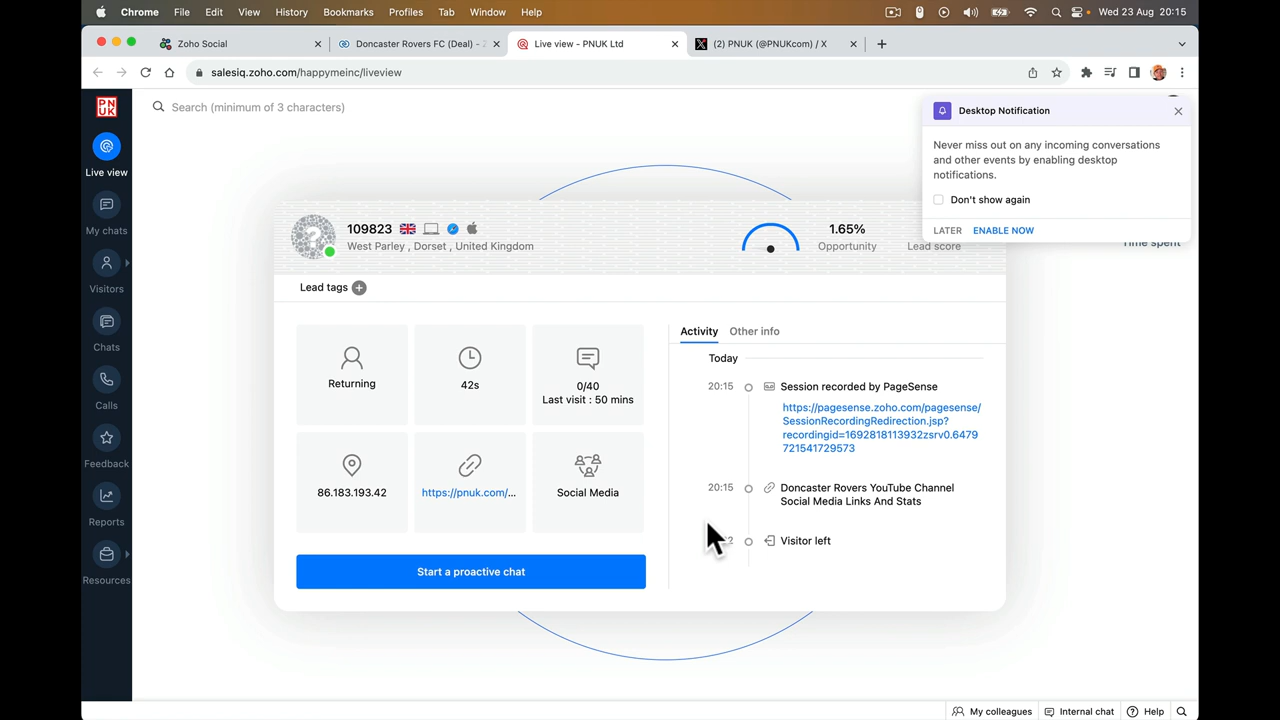 Chrome File Edit View History Bookmarks Profiles Tab Window Help Wed 23 Aug 20:15
Zoho Social
Doncaster Rovers FC (Deal) - Z
Live view - PNUK Ltd
(2) PNUK (@PNUKcom) / X
salesiq.zoho.com/happymeinc/liveview
PN
UK
Search (minimum of 3 characters)
Desktop Notification
Never miss out on any incoming conversations
and other events by enabling desktop
notifications.
Don't show again
LATER ENABLE NOW
Time spent
Live view
My chats
Visitors
Chats
Calls
Feedback
Reports
Resources
109823
West Parley , Dorset , United Kingdom
1.65%
Opportunity
Lead score
Lead tags
Returning
42s
0/40
Last visit : 50 mins
86.183.193.42
https://pnuk.com/...
Social Media
Start a proactive chat
Activity Other info
Today
20:15 Session recorded by PageSense
https://pagesense.zoho.com/pagesense/
SessionRecordingRedirection.jsp?
recordingid=1692818113932zsrv0.6479
721541729573
20:15 Doncaster Rovers YouTube Channel
Social Media Links And Stats
Visitor left
My colleagues Internal chat Help